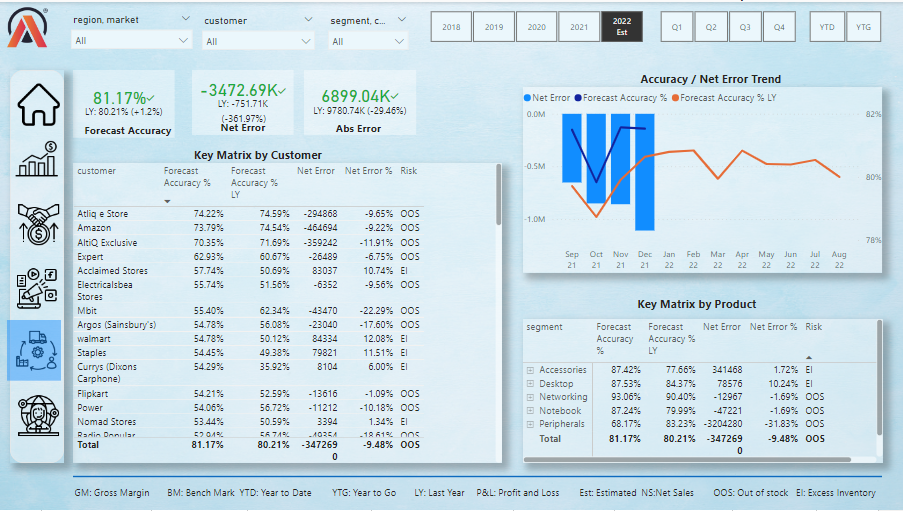 region, market
customer
segment, c...
All
All
All
2018
2019
2020
2021
2022
Est
Q1
Q2
Q3
Q4
YTD
YTG
81.17%
LY: 80.21% (+1.2%)
Forecast Accuracy
-3472.69K
LY: -751.71K
(-361.97%)
Net Error
6899.04K
LY: 9780.74K (-29.46%)
Abs Error
Key Matrix by Customer
customer Forecast Accuracy % Forecast Accuracy % LY Net Error Net Error % Risk
Atliq e Store 74.22% 74.59% -294868 -9.65% OOS
Amazon 73.79% 74.54% -464694 -9.22% OOS
AltiQ Exclusive 70.35% 71.69% -359242 -11.91% OOS
Expert 62.93% 60.67% -26489 -6.75% OOS
Acclaimed Stores 57.74% 50.69% 83037 10.74% EI
Electricalsbea Stores 55.74% 51.56% -6352 -9.56% OOS
Mbit 55.40% 62.34% -43470 -22.29% OOS
Argos (Sainsbury's) 54.78% 56.08% -23040 -17.60% OOS
walmart 54.78% 50.12% 84334 12.08% EI
Staples 54.45% 49.38% 79821 11.51% EI
Currys (Dixons Carphone) 54.29% 35.92% 8104 6.00% EI
Flipkart 54.21% 52.59% -13616 -1.09% OOS
Power 54.06% 56.72% -11212 -10.18% OOS
Nomad Stores 53.44% 50.59% 3394 1.34% EI
Radio Popular 52.94% 56.74% -49354 -18.61% OOS
Total 81.17% 80.21% -3472690 -9.48% OOS
Accuracy / Net Error Trend
Net Error Forecast Accuracy % Forecast Accuracy % LY
0.0M
-0.5M
-1.0M
82%
80%
78%
Sep Oct Nov Dec Jan Feb Mar Apr May Jun Jul Aug
21 21 21 21 22 22 22 22 22 22 22 22
Key Matrix by Product
segment Forecast Accuracy % Forecast Accuracy % LY Net Error Net Error % Risk
Accessories 87.42% 77.66% 341468 1.72% EI
Desktop 87.53% 84.37% 78576 10.24% EI
Networking 93.06% 90.40% -12967 -1.69% OOS
Notebook 87.24% 79.99% -47221 -1.69% OOS
Peripherals 68.17% 83.23% -3204280 -31.83% OOS
Total 81.17% 80.21% -3472690 -9.48% OOS
GM: Gross Margin BM: Bench Mark YTD: Year to Date YTG: Year to Go LY: Last Year P&L: Profit and Loss Est: Estimated NS:Net Sales OOS: Out of stock EI: Excess Inventory